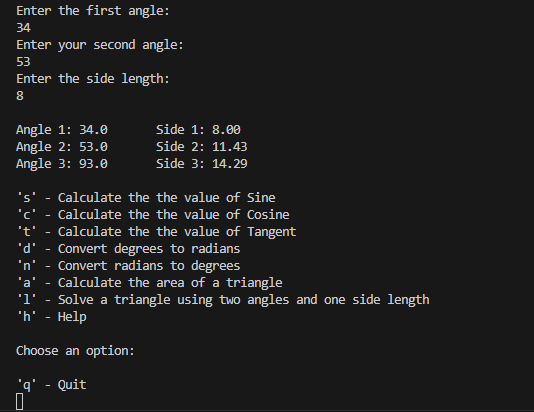 Enter the first angle:
34
Enter your second angle:
53
Enter the side length:
8
Angle 1: 34.0 Side 1: 8.00
Angle 2: 53.0 Side 2: 11.43
Angle 3: 93.0 Side 3: 14.29
's' - Calculate the the value of Sine
'c' - Calculate the the value of Cosine
't' - Calculate the the value of Tangent
'd' - Convert degrees to radians
'n' - Convert radians to degrees
'a' - Calculate the area of a triangle
'l' - Solve a triangle using two angles and one side length
'h' - Help
Choose an option:
'q' - Quit